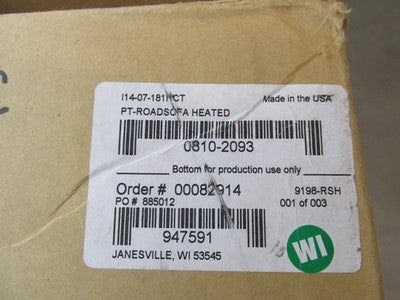 I14-07-181HCT Made in the USA
PT-ROADSOFA HEATED
0810-2093
Bottom for production use only
Order # 00082914 9198-RSH
PO # 885012 001 of 003
947591
WI
JANESVILLE, WI 53545